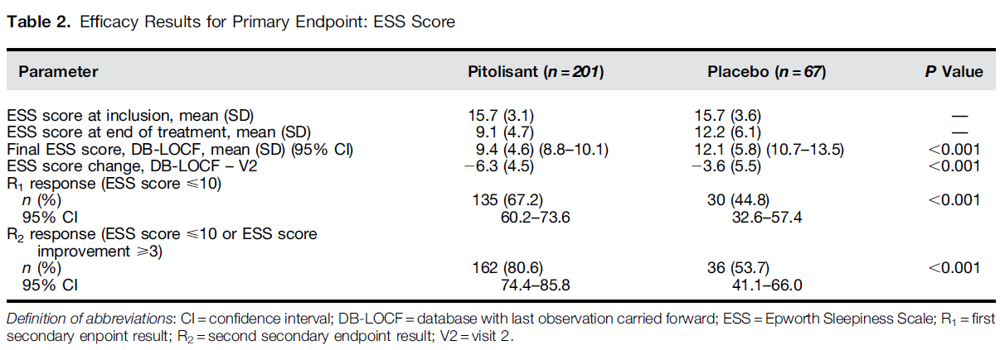 Table 2. Efficacy Results for Primary Endpoint: ESS Score
Parameter Pitolisant (n = 201) Placebo (n = 67) P Value
ESS score at inclusion, mean (SD) 15.7 (3.1) 15.7 (3.6) —
ESS score at end of treatment, mean (SD) 9.1 (4.7) 12.2 (6.1) —
Final ESS score, DB-LOCF, mean (SD) (95% CI) 9.4 (4.6) (8.8–10.1) 12.1 (5.8) (10.7–13.5) <0.001
ESS score change, DB-LOCF – V2 −6.3 (4.5) −3.6 (5.5) <0.001
R1 response (ESS score ⩽10)
n (%) 135 (67.2) 30 (44.8) <0.001
95% CI 60.2–73.6 32.6–57.4
R2 response (ESS score ⩽10 or ESS score
improvement ⩾3)
n (%) 162 (80.6) 36 (53.7) <0.001
95% CI 74.4–85.8 41.1–66.0
Definition of abbreviations: CI = confidence interval; DB-LOCF = database with last observation carried forward; ESS = Epworth Sleepiness Scale; R1 = first
secondary enpoint result; R2 = second secondary endpoint result; V2 = visit 2.